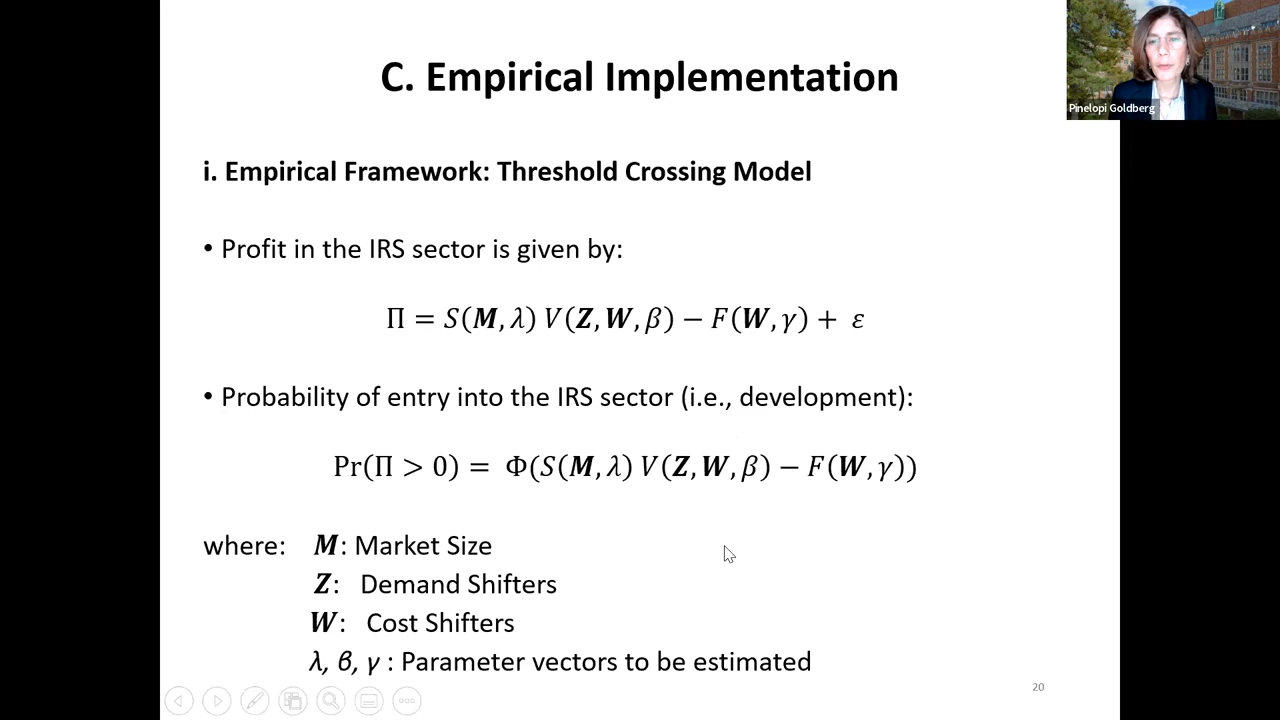 C. Empirical Implementation
Pinelopi Goldberg
i. Empirical Framework: Threshold Crossing Model
• Profit in the IRS sector is given by:
Π = S(M, λ) V(Z, W, β) − F(W, γ) + ε
• Probability of entry into the IRS sector (i.e., development):
Pr(Π > 0) = Φ(S(M, λ) V(Z, W, β) − F(W, γ))
where: M: Market Size
Z: Demand Shifters
W: Cost Shifters
λ, β, γ : Parameter vectors to be estimated
20